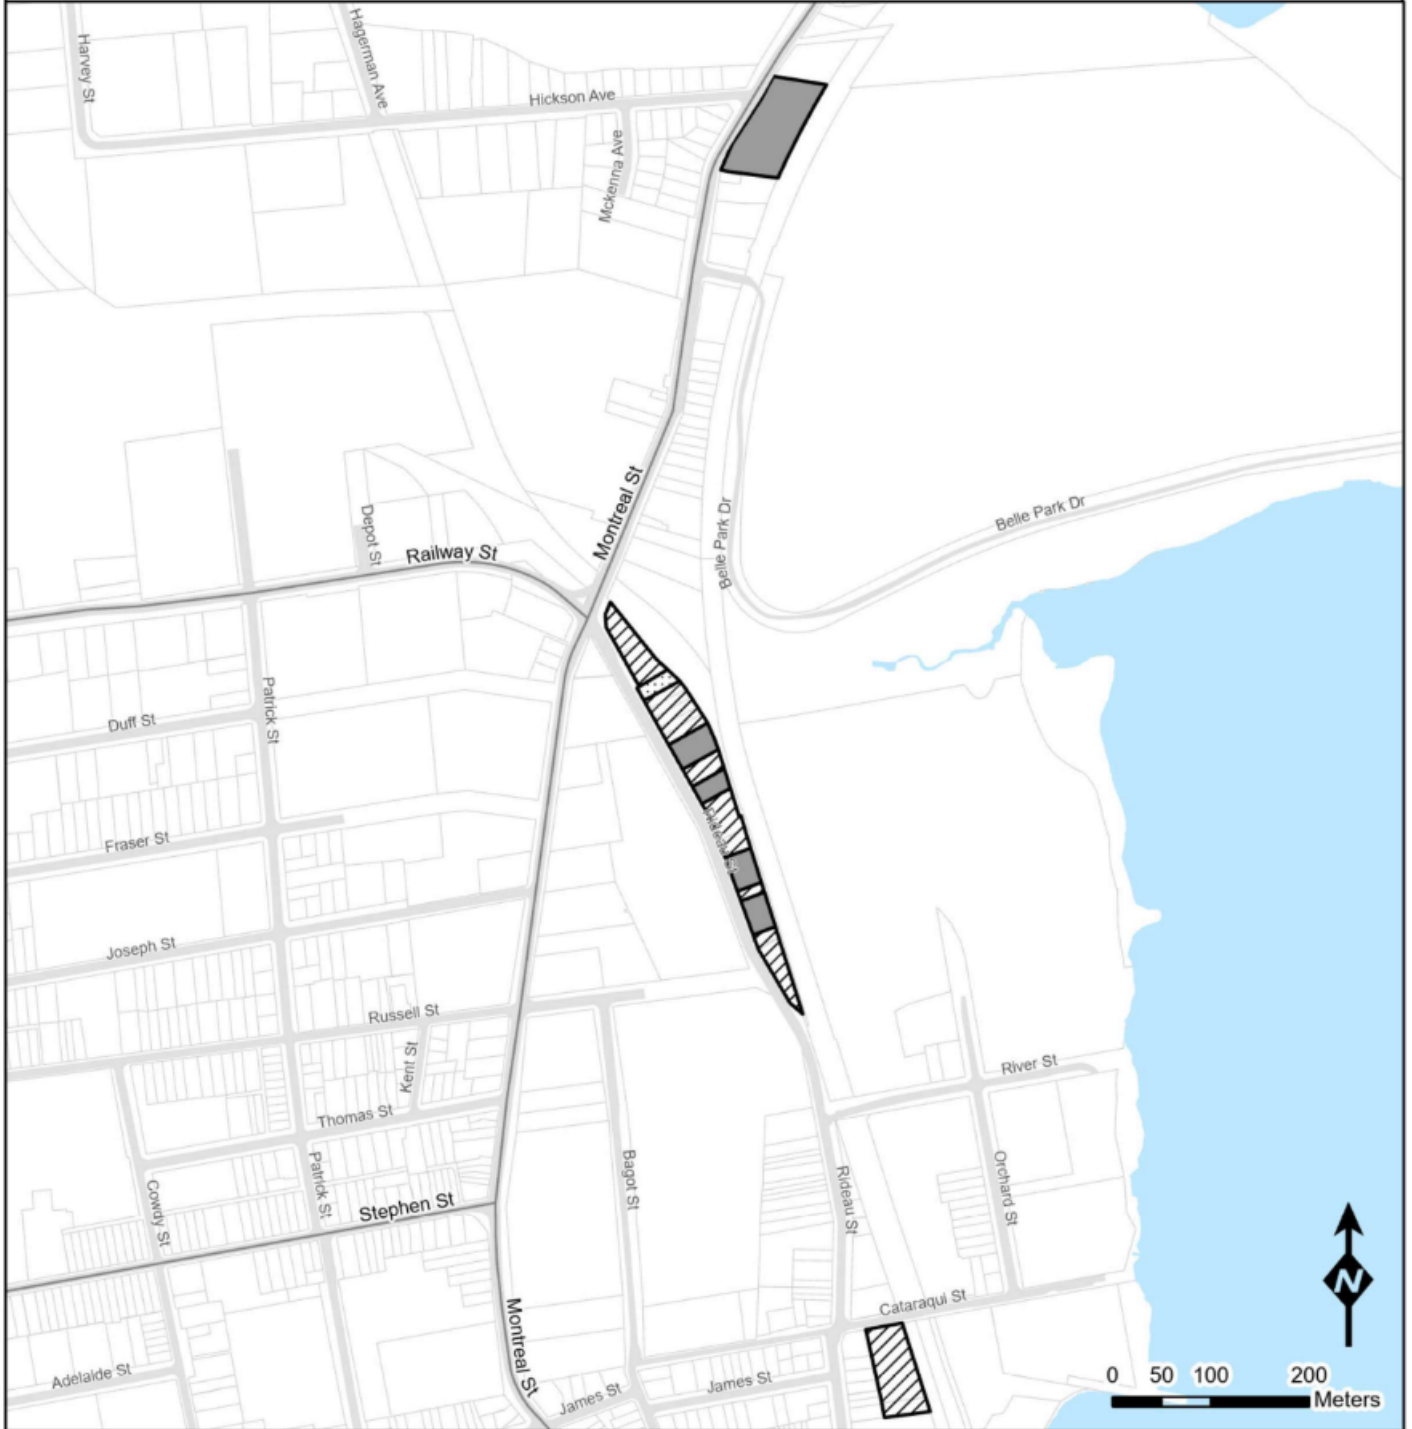 Harvey St
Hagerman Ave
Hickson Ave
Mckenna Ave
Montreal St
Belle Park Dr
Belle Park Dr
Depot St
Railway St
Patrick St
Duff St
Fraser St
Rideau St
Joseph St
Russell St
Kent St
River St
Thomas St
Patrick St
Bagot St
Orchard St
Cowdy St
Stephen St
Rideau St
N
Cataraqui St
Montreal St
Adelaide St
James St
James St
0 50 100 200
Meters